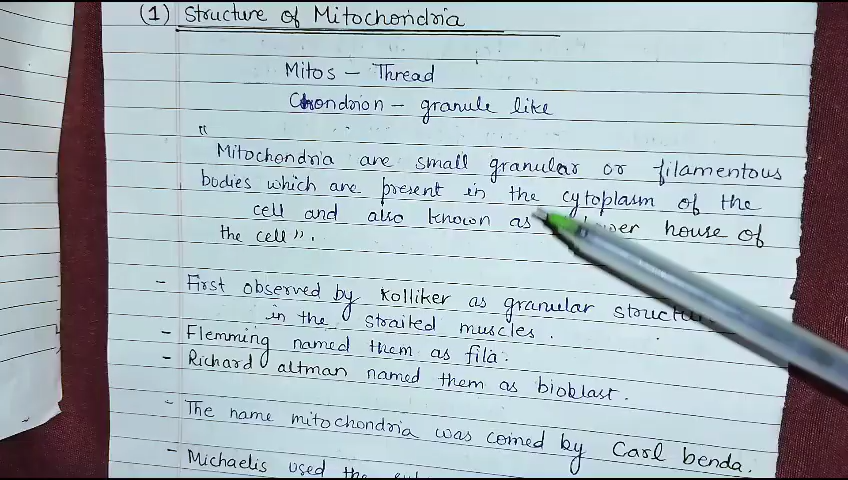 (1) Structure of Mitochondria
Mitos - Thread
Chondrion - granule like
"Mitochondria are small granular or filamentous
bodies which are present in the cytoplasm of the
cell and also known as house of
the cell".
- First observed by Kolliker as granular
in the straited muscles.
- Flemming named them as fila.
- Richard altman named them as bioblast.
- The name mitochondria was coined by Carl benda.
- Michaelis used the